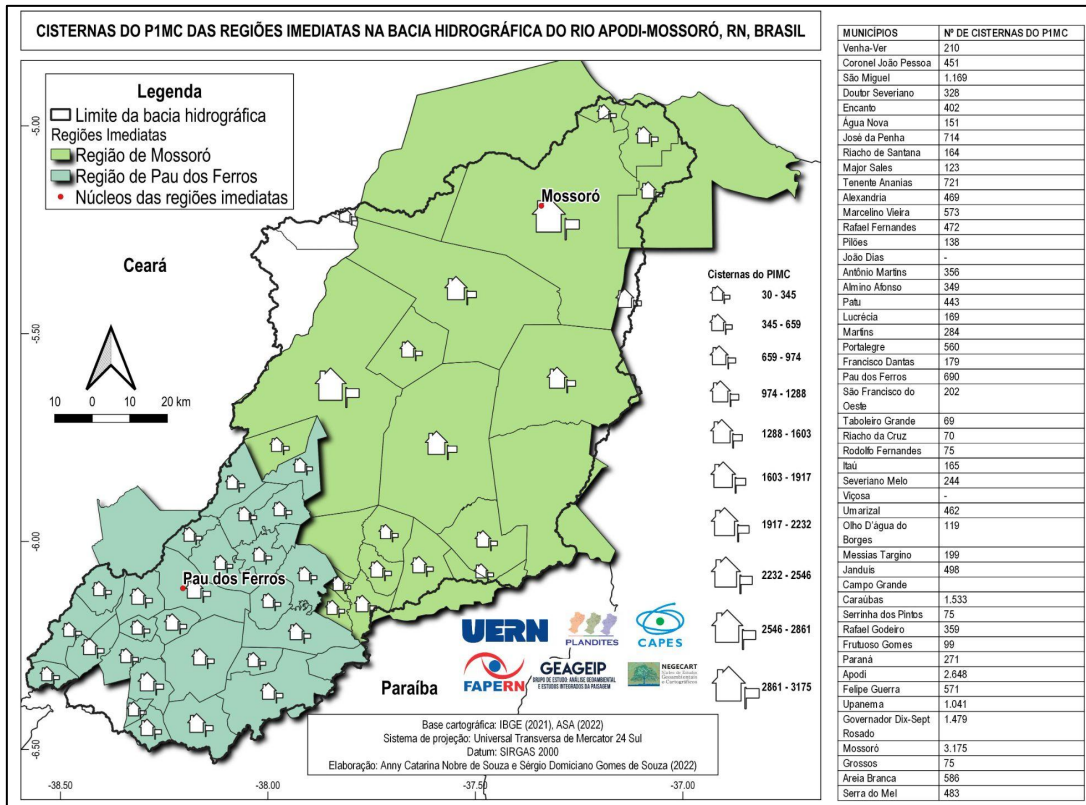 CISTERNAS DO P1MC DAS REGIÕES IMEDIATAS NA BACIA HIDROGRÁFICA DO RIO APODI-MOSSORÓ, RN, BRASIL
Legenda
Limite da bacia hidrográfica
Regiões Imediatas
Região de Mossoró
Região de Pau dos Ferros
Núcleos das regiões imediatas
-5.00
-5.50
-6.00
-6.50
Ceará
Mossoró
Pau dos Ferros
Paraíba
10 0 10 20 km
Cisternas do PIMC
30 - 345
345 - 659
659 - 974
974 - 1288
1288 - 1603
1603 - 1917
1917 - 2232
2232 - 2546
2546 - 2861
2861 - 3175
UERN
PLANDITES
CAPES
FAPERN
GEAGEIP
GRUPO DE ESTUDO: ANÁLISE GEOAMBIENTAL
E ESTUDOS INTEGRADOS DA PAISAGEM
NEGECART
Núcleo de Estudos
Geoambientais
e Cartográficos
Base cartográfica: IBGE (2021), ASA (2022)
Sistema de projeção: Universal Transversa de Mercator 24 Sul
Datum: SIRGAS 2000
Elaboração: Anny Catarina Nobre de Souza e Sérgio Domiciano Gomes de Souza (2022)
-38.50 -38.00 -37.50 -37.00
MUNICÍPIOS Nº DE CISTERNAS DO P1MC
Venha-Ver 210
Coronel João Pessoa 451
São Miguel 1.169
Doutor Severiano 328
Encanto 402
Água Nova 151
José da Penha 714
Riacho de Santana 164
Major Sales 123
Tenente Ananias 721
Alexandria 469
Marcelino Vieira 573
Rafael Fernandes 472
Pilões 138
João Dias -
Antônio Martins 356
Almino Afonso 349
Patu 443
Lucrécia 169
Martins 284
Portalegre 560
Francisco Dantas 179
Pau dos Ferros 690
São Francisco do 202
Oeste
Taboleiro Grande 69
Riacho da Cruz 70
Rodolfo Fernandes 75
Itaú 165
Severiano Melo 244
Viçosa -
Umarizal 462
Olho D'água do 119
Borges
Messias Targino 199
Janduís 498
Campo Grande
Caraúbas 1.533
Serrinha dos Pintos 75
Rafael Godeiro 359
Frutuoso Gomes 99
Paraná 271
Apodi 2.648
Felipe Guerra 571
Upanema 1.041
Governador Dix-Sept 1.479
Rosado
Mossoró 3.175
Grossos 75
Areia Branca 586
Serra do Mel 483